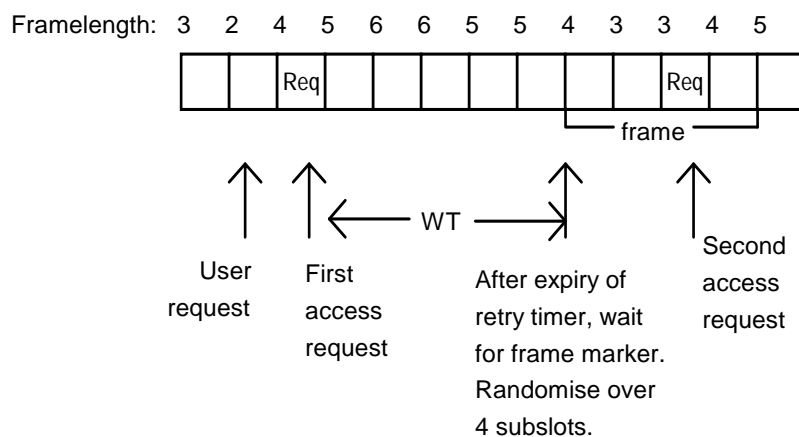 Framelength: 3 2 4 5 6 6 5 5 4 3 3 4 5
Req Req
frame
WT
User
request
First
access
request
After expiry of
retry timer, wait
for frame marker.
Randomise over
4 subslots.
Second
access
request